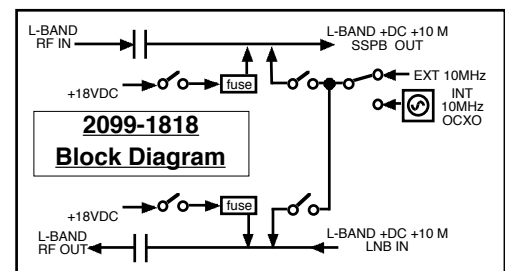 L-BAND
RF IN
L-BAND +DC +10 M
SSPB OUT
+18VDC
fuse
EXT 10MHz
INT
10MHz
OCXO
2099-1818
Block Diagram
+18VDC
fuse
L-BAND
RF OUT
L-BAND +DC +10 M
LNB IN